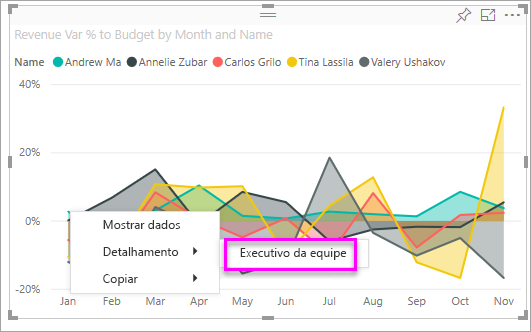 Revenue Var % to Budget by Month and Name
Name Andrew Ma Annelie Zubar Carlos Grilo Tina Lassila Valery Ushakov
40%
20%
0%
-20%
Mostrar dados
Detalhamento
Executivo da equipe
Copiar
Jan Feb Mar Apr May Jun Jul Aug Sep Oct Nov